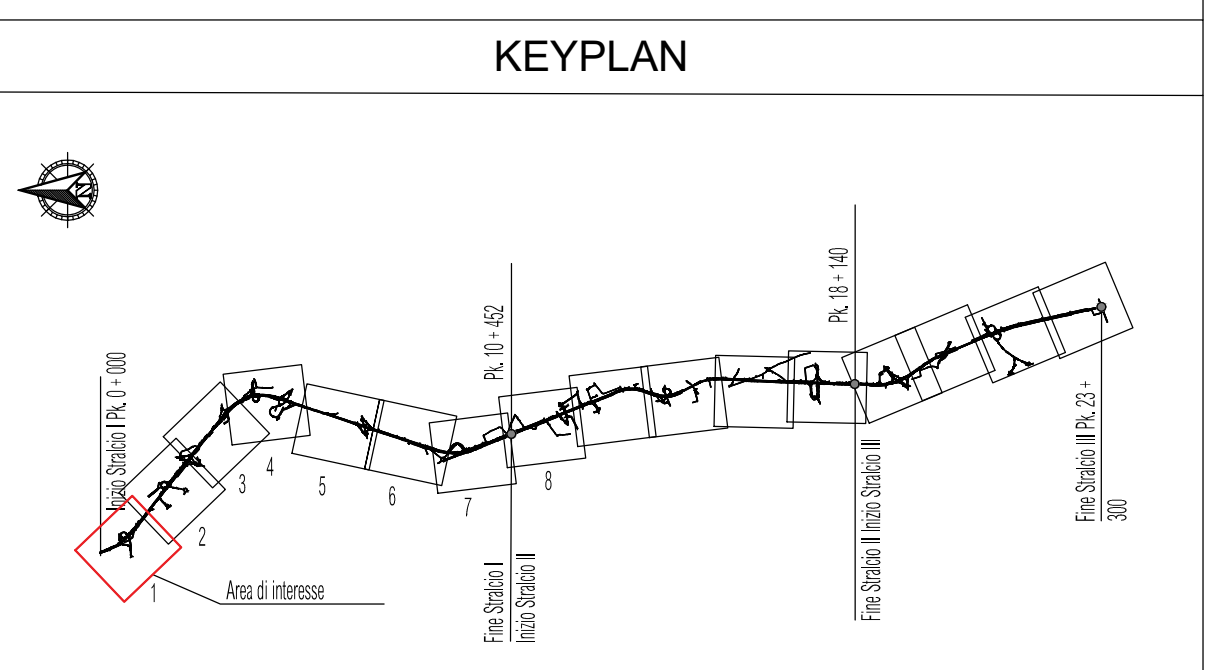 KEYPLAN
N
Inizio Stralcio I Pk. 0 + 000
Pk. 10 + 452
Pk. 18 + 140
1
2
3
4
5
6
7
8
Area di interesse
Fine Stralcio I
Inizio Stralcio II
Fine Stralcio II Inizio Stralcio III
Fine Stralcio III Pk. 23 +
300